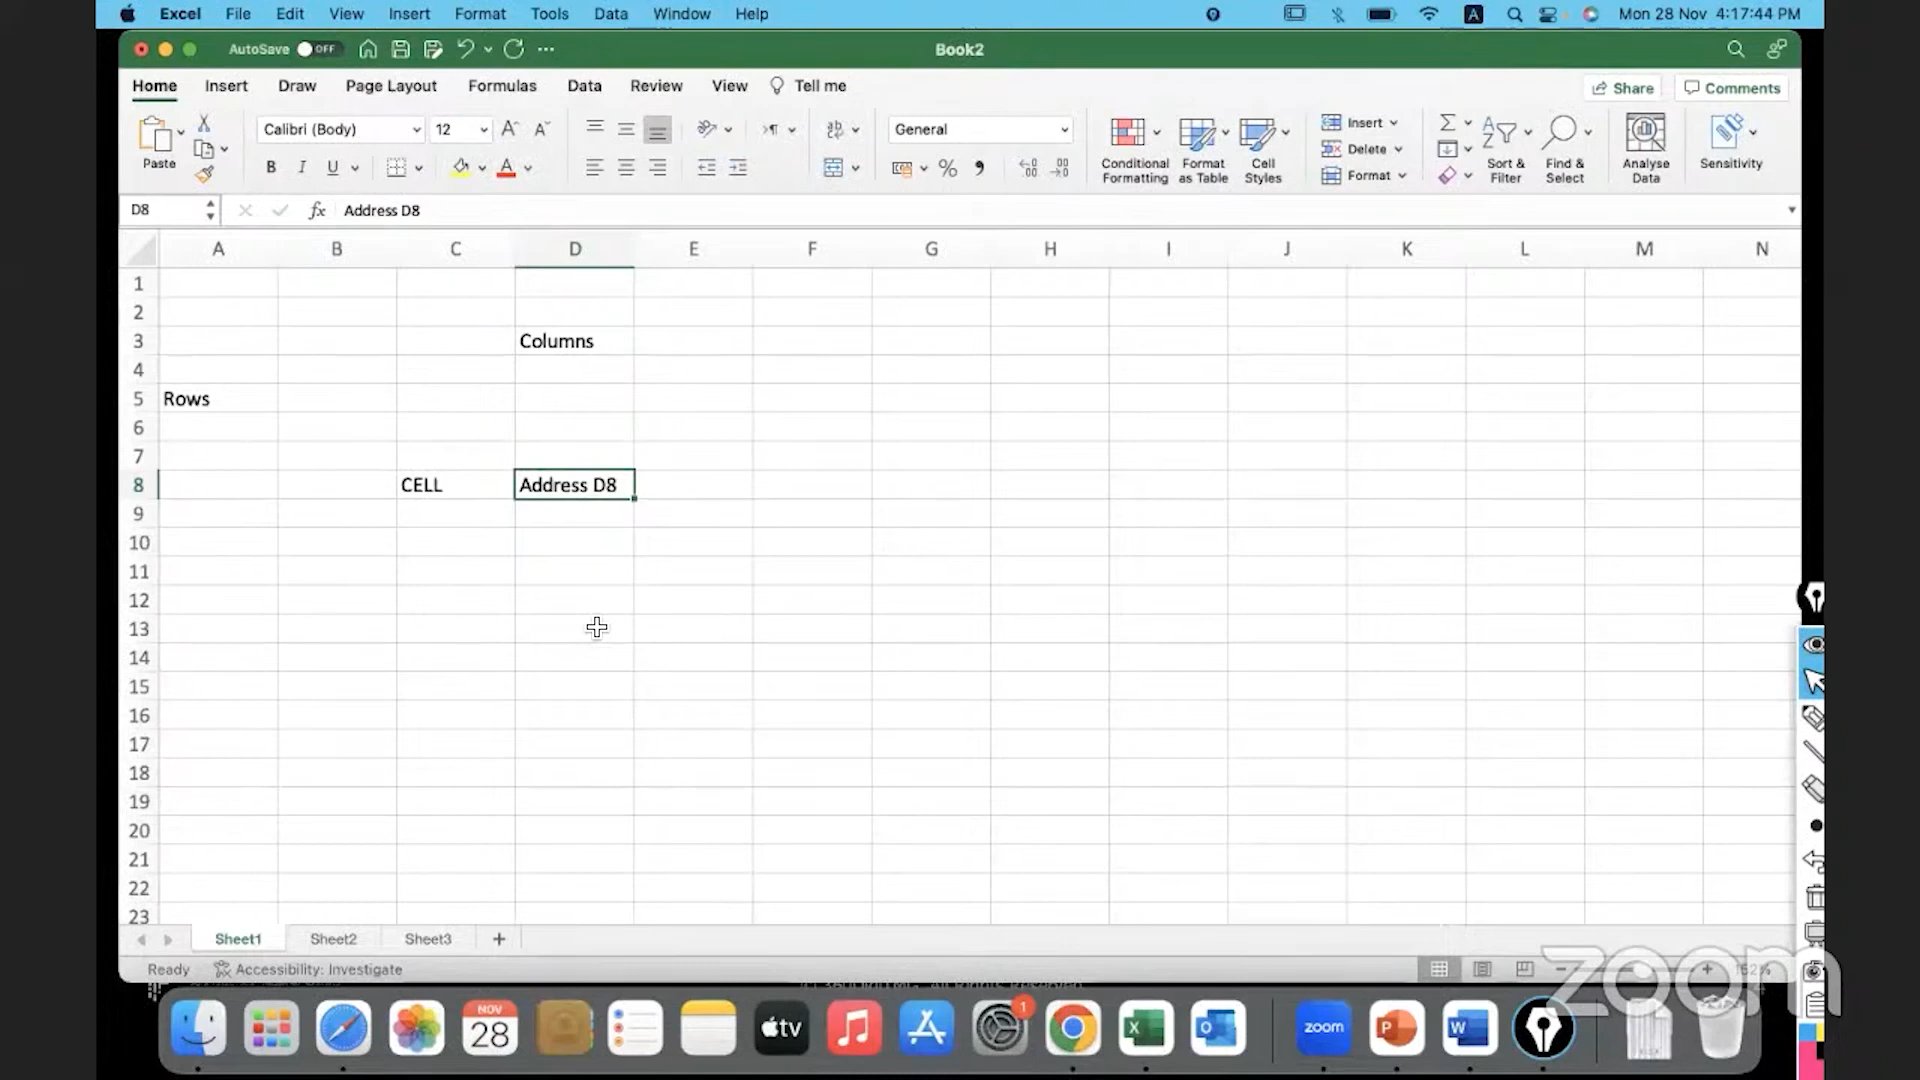 Excel File Edit View Insert Format Tools Data Window Help A Mon 28 Nov 4:17:44 PM
AutoSave OFF Book2
Home Insert Draw Page Layout Formulas Data Review View Tell me Share Comments
Paste Calibri (Body) 12 A A General Insert Delete Format
B I U A % Conditional Formatting Format as Table Cell Styles Sort & Filter Find & Select Analyse Data Sensitivity
D8 fx Address D8
A B C D E F G H I J K L M N
1
2
3 Columns
4
5 Rows
6
7
8 CELL Address D8
9
10
11
12
13
14
15
16
17
18
19
20
21
22
23
Sheet1 Sheet2 Sheet3 +
Ready Accessibility: Investigate
zoom
NOV 28 tv X O zoom P W